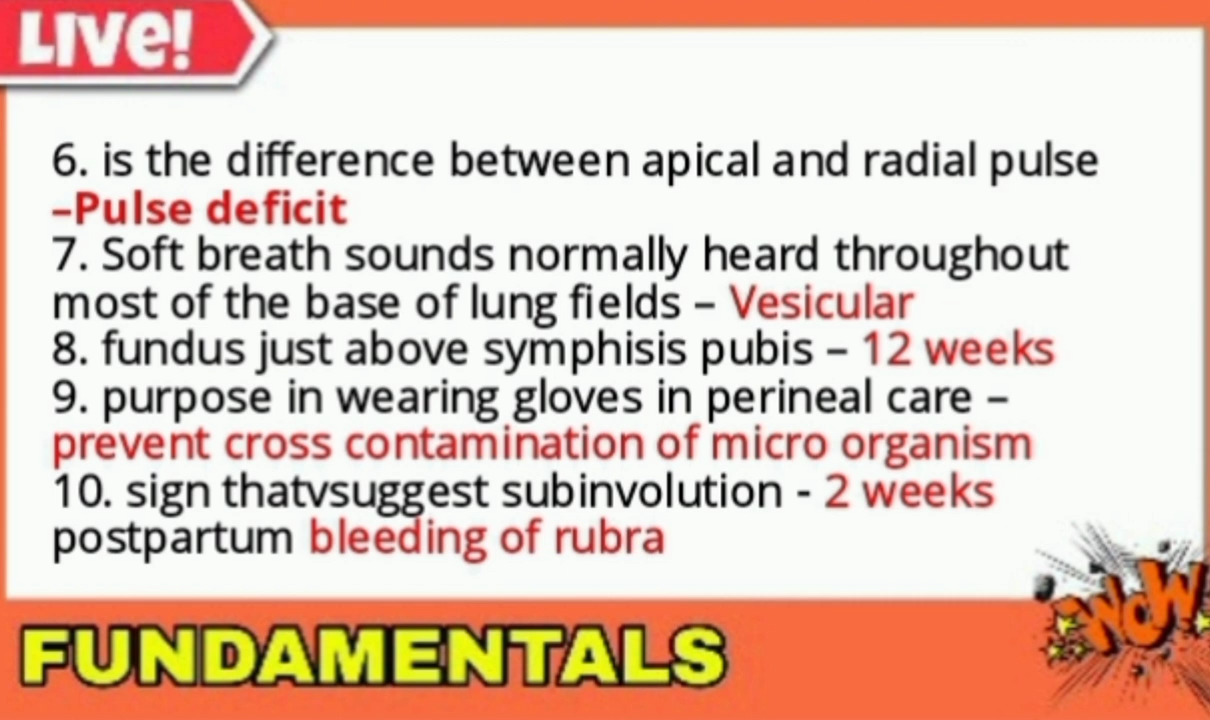 LIVe!
6. is the difference between apical and radial pulse
–Pulse deficit
7. Soft breath sounds normally heard throughout
most of the base of lung fields – Vesicular
8. fundus just above symphisis pubis – 12 weeks
9. purpose in wearing gloves in perineal care –
prevent cross contamination of micro organism
10. sign thatvsuggest subinvolution - 2 weeks
postpartum bleeding of rubra
WOW
FUNDAMENTALS